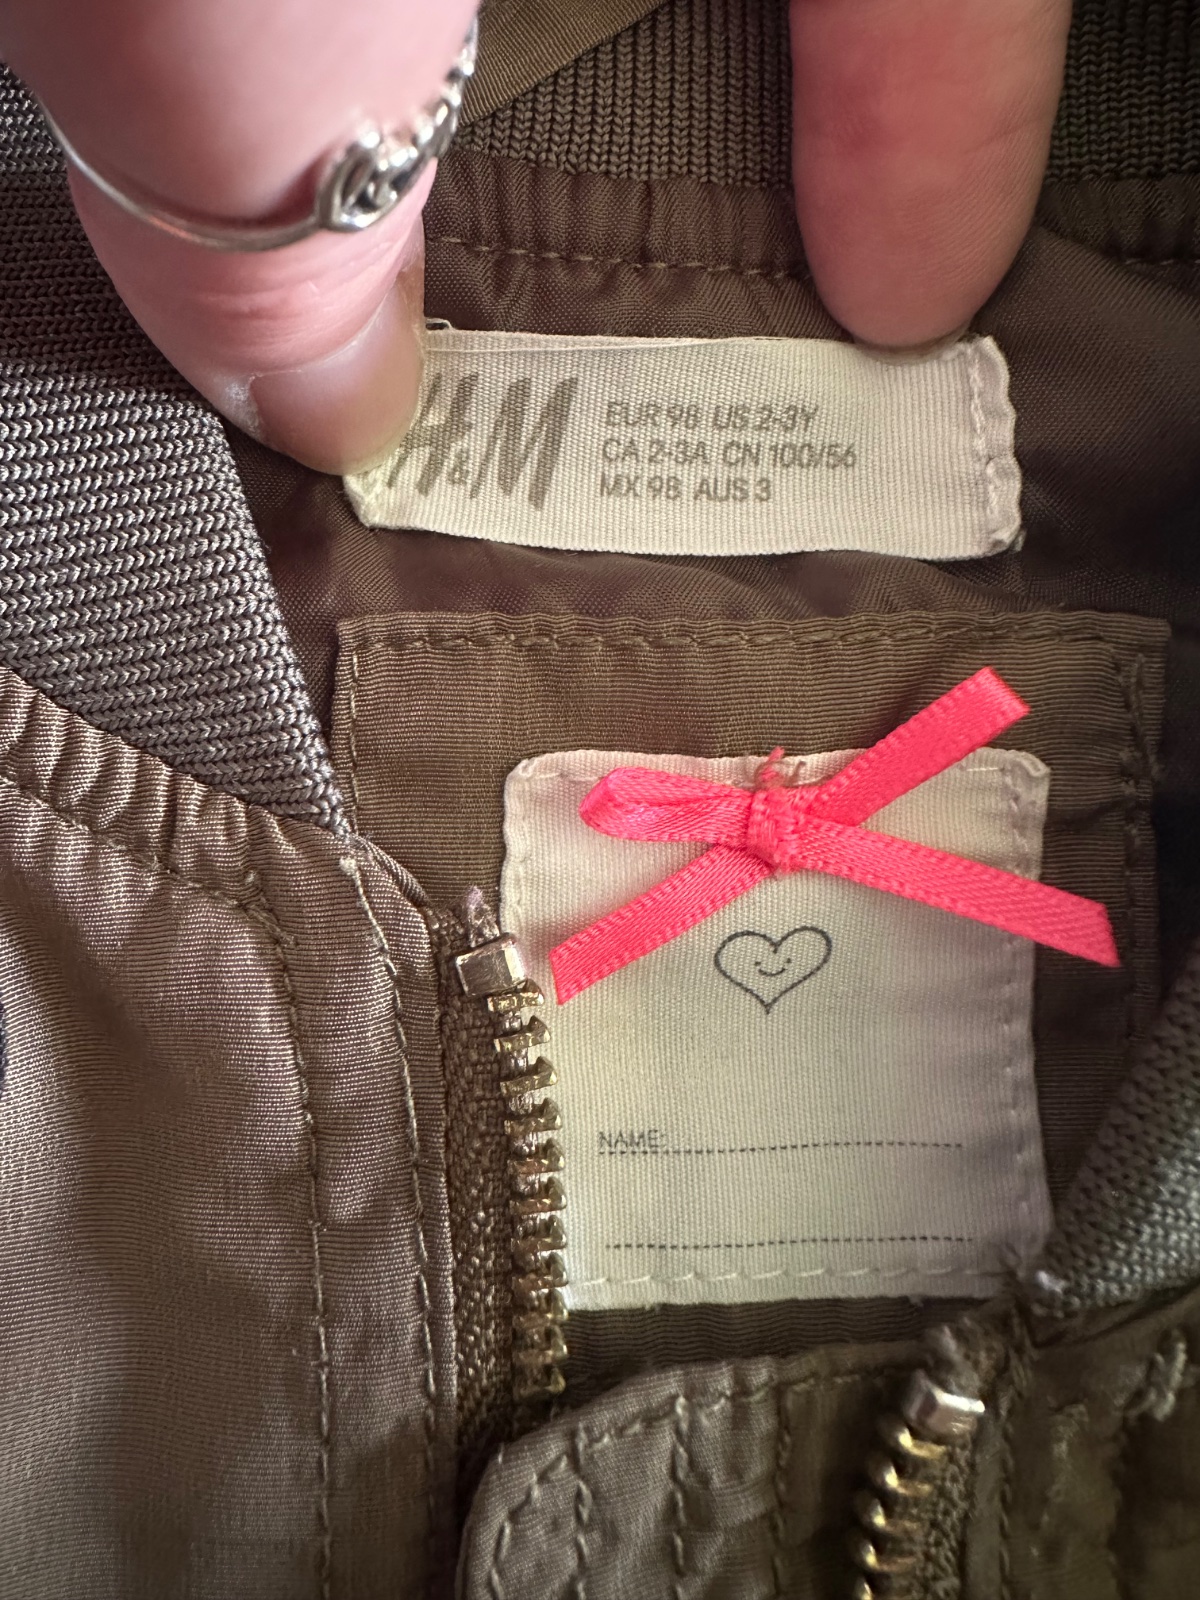 H&M
EUR 98 US 2-3Y
CA 2-3A CN 100/56
MX 98 AUS 3
NAME: